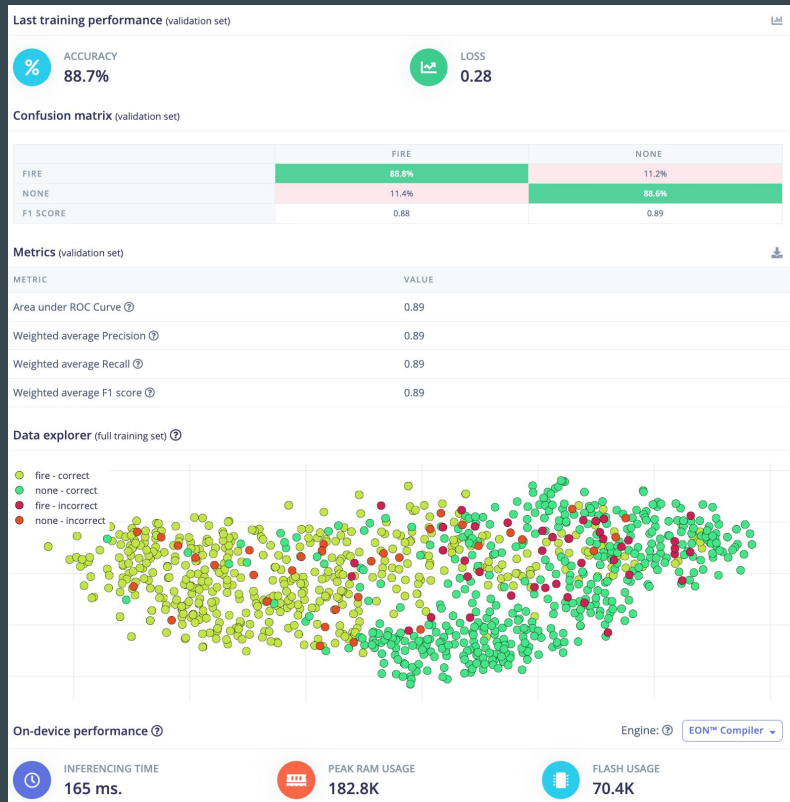 Last training performance (validation set)
% ACCURACY LOSS
88.7% 0.28
Confusion matrix (validation set)
FIRE NONE
FIRE 88.8% 11.2%
NONE 11.4% 88.6%
F1 SCORE 0.88 0.89
Metrics (validation set)
METRIC VALUE
Area under ROC Curve ? 0.89
Weighted average Precision ? 0.89
Weighted average Recall ? 0.89
Weighted average F1 score ? 0.89
Data explorer (full training set) ?
fire - correct
none - correct
fire - incorrect
none - incorrect
On-device performance ? Engine: ? EON™ Compiler
INFERENCING TIME PEAK RAM USAGE FLASH USAGE
165 ms. 182.8K 70.4K